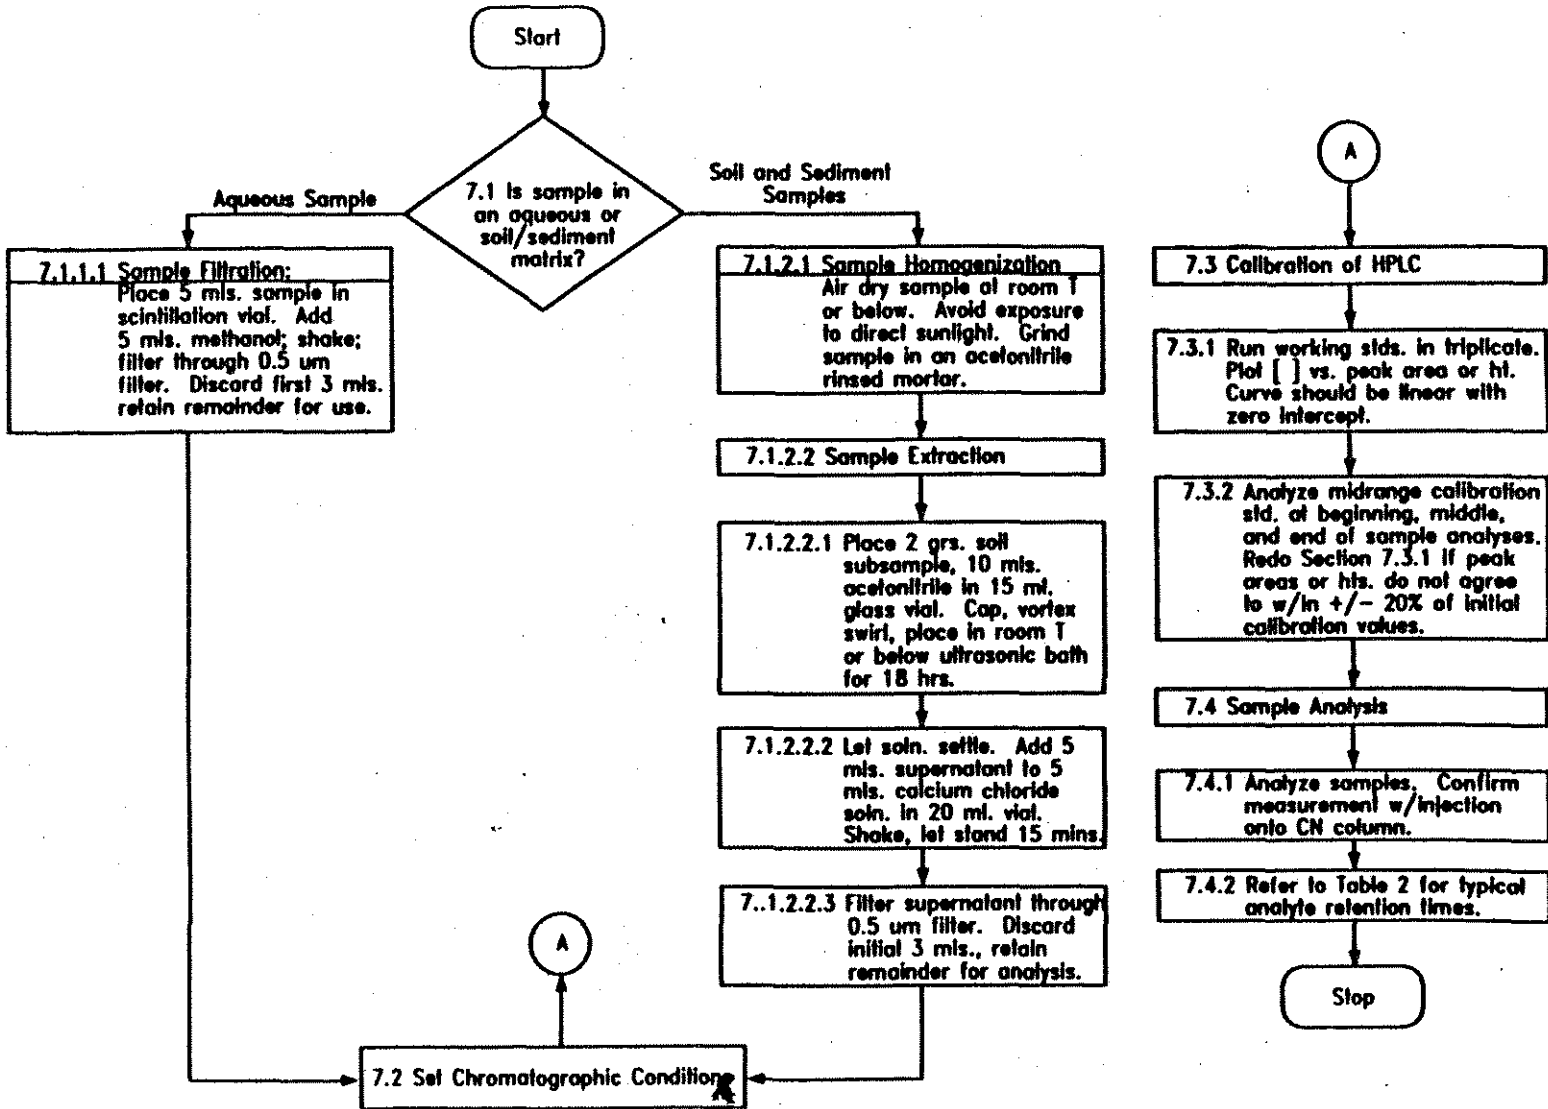 Start
7.1 Is sample in
an aqueous or
soil/sediment
matrix?
Aqueous Sample
Soil and Sediment
Samples
7.1.1.1 Sample Filtration:
Place 5 mls. sample in
scintillation vial. Add
5 mls. methanol; shake;
filter through 0.5 um
filter. Discard first 3 mls.
retain remainder for use.
7.1.2.1 Sample Homogenization
Air dry sample at room T
or below. Avoid exposure
to direct sunlight. Grind
sample in an acetonitrile
rinsed mortar.
7.1.2.2 Sample Extraction
7.1.2.2.1 Place 2 grs. soil
subsample, 10 mls.
acetonitrile in 15 ml.
glass vial. Cap, vortex
swirl, place in room T
or below ultrasonic bath
for 18 hrs.
7.1.2.2.2 Let soln. settle. Add 5
mls. supernatant to 5
mls. calcium chloride
soln. in 20 ml. vial.
Shake, let stand 15 mins.
7..1.2.2.3 Filter supernatant through
0.5 um filter. Discard
initial 3 mls., retain
remainder for analysis.
7.2 Set Chromatographic Conditions
A
A
7.3 Calibration of HPLC
7.3.1 Run working stds. in triplicate.
Plot [ ] vs. peak area or ht.
Curve should be linear with
zero intercept.
7.3.2 Analyze midrange calibration
std. at beginning, middle,
and end of sample analyses.
Redo Section 7.3.1 if peak
areas or hts. do not agree
to w/in +/- 20% of initial
calibration values.
7.4 Sample Analysis
7.4.1 Analyze samples. Confirm
measurement w/injection
onto CN column.
7.4.2 Refer to Table 2 for typical
analyte retention times.
Stop